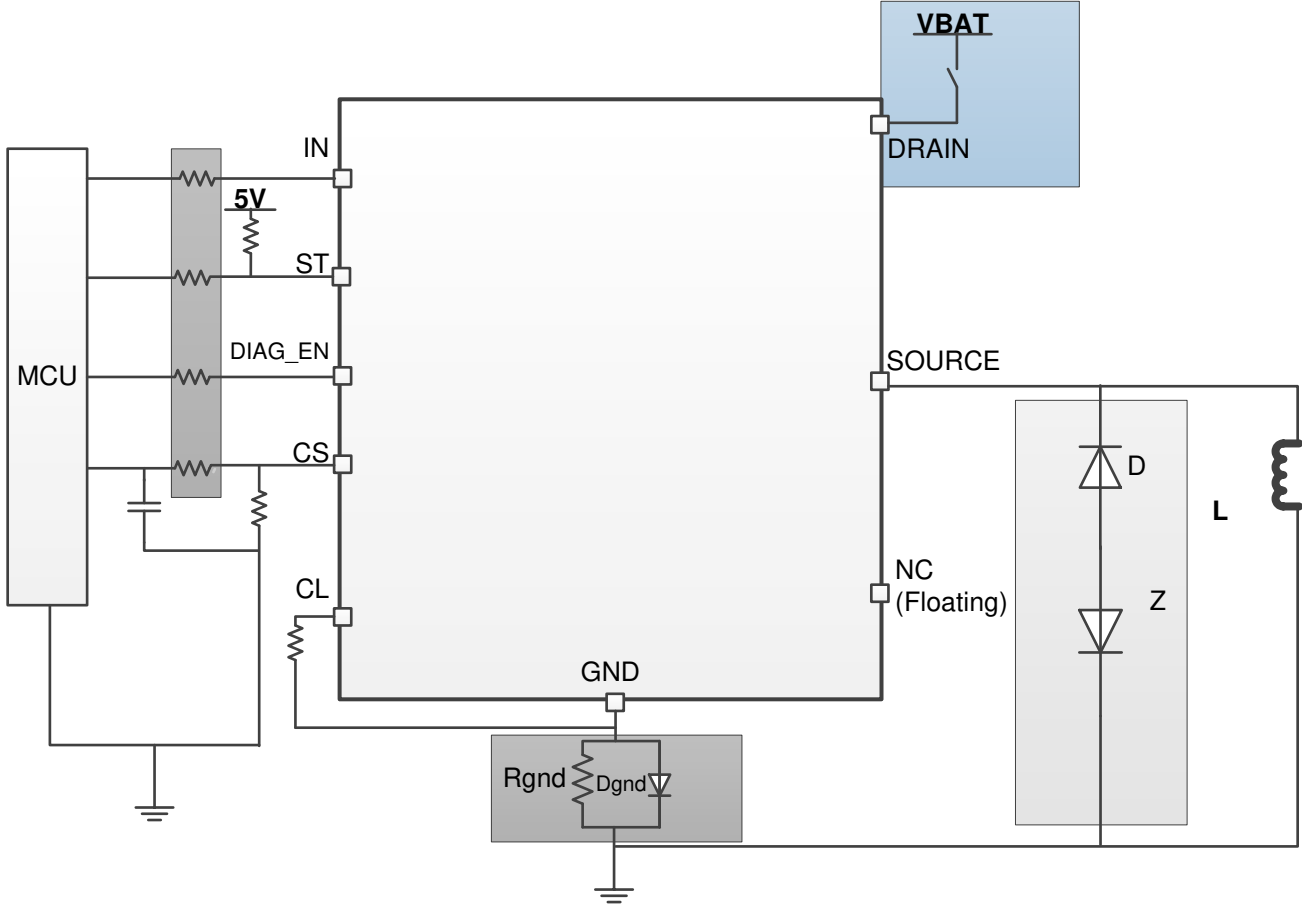 VBAT
DRAIN
IN
5V
ST
DIAG_EN
MCU
CS
CL
SOURCE
D
L
NC
(Floating)
Z
GND
Rgnd
Dgnd